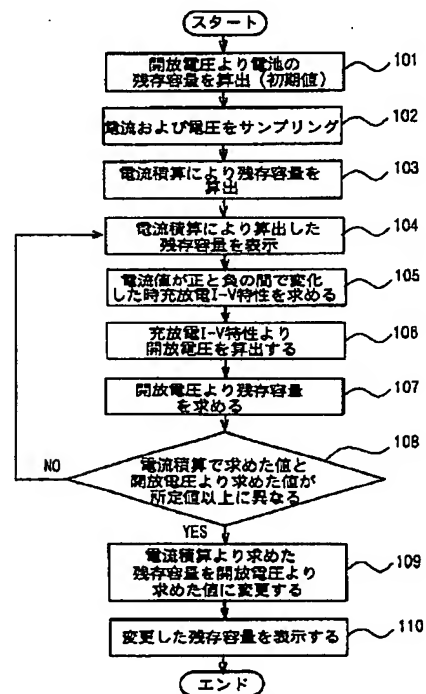 スタート
開放電圧より電池の
残存容量を算出(初期値)
101
電流および電圧をサンプリング
102
電流積算により残存容量を
算出
103
電流積算により算出した
残存容量を表示
104
電流値が正と負の間で変化
した時充放電I-V特性を求める
105
充放電I-V特性より
開放電圧を算出する
106
開放電圧より残存容量
を求める
107
108
NO
電流積算で求めた値と
開放電圧より求めた値が
所定値以上に異なる
YES
電流積算より求めた
残存容量を開放電圧より
求めた値に変更する
109
変更した残存容量を表示する
110
エンド